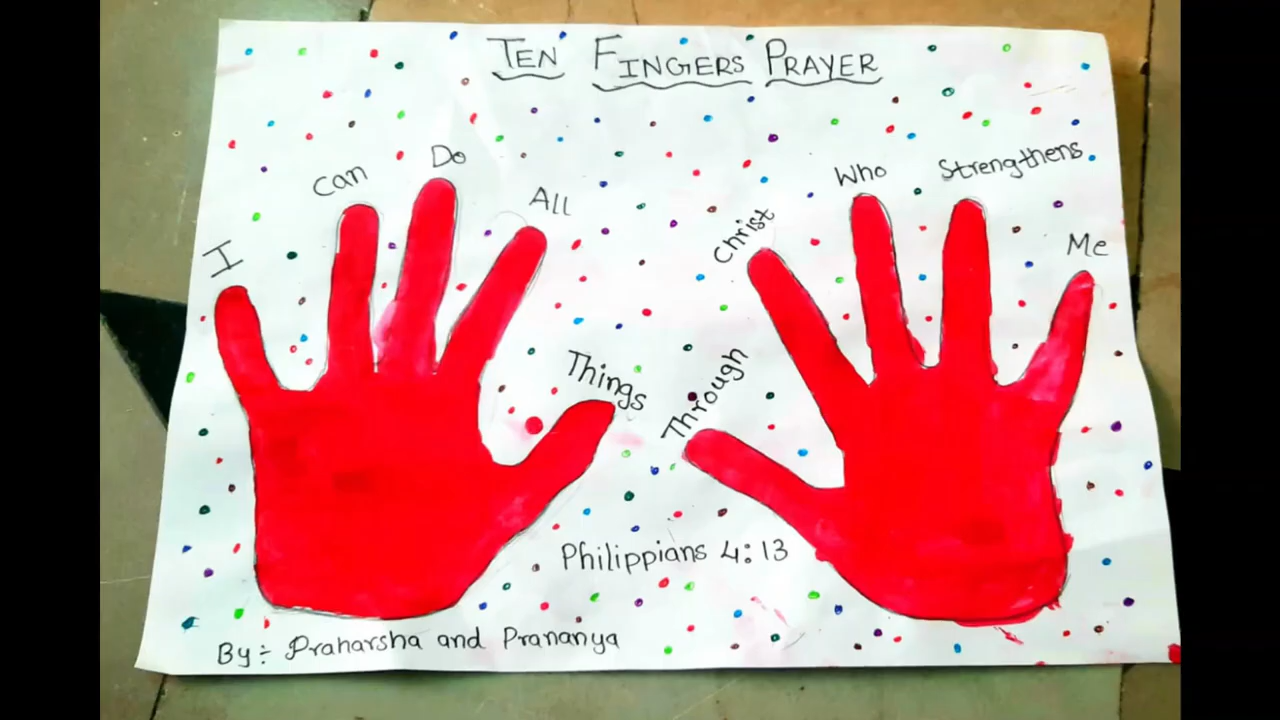 TEN FINGERS PRAYER
I Can Do All Things
Through Christ Who Strengthens Me
Philippians 4:13
By :- Praharsha and Prananya